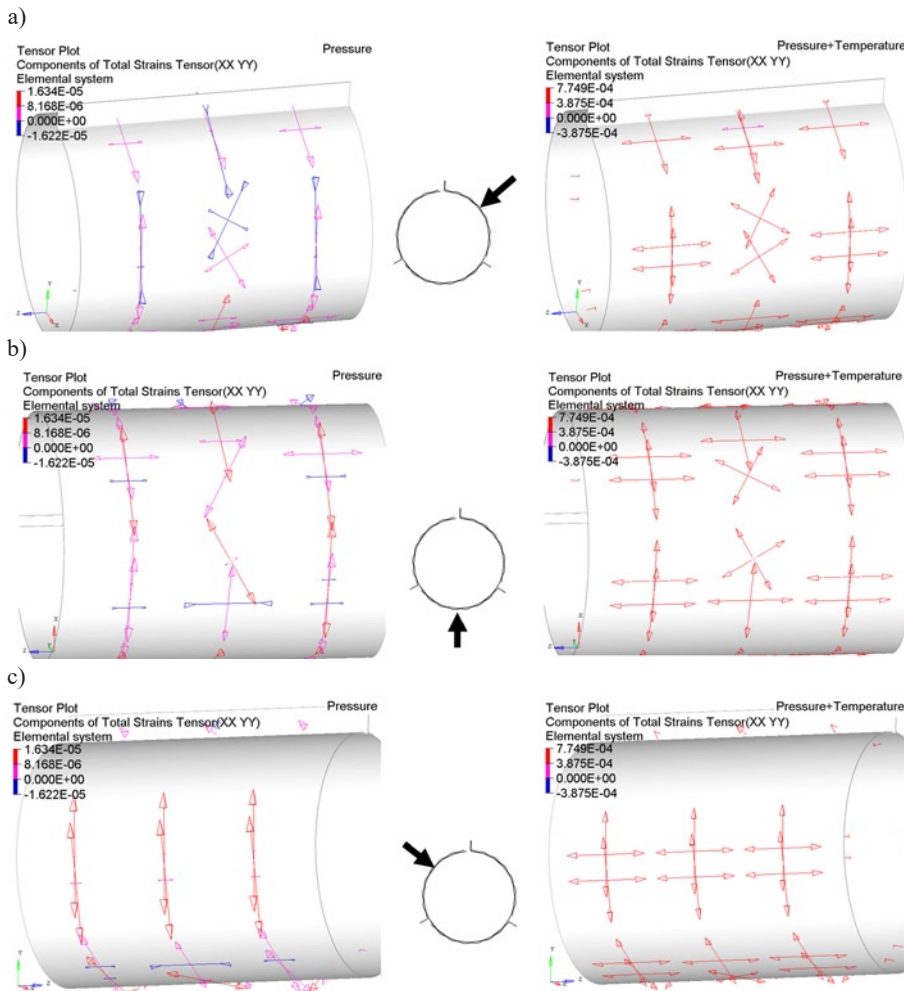 a)
Tensor Plot
Components of Total Strains Tensor(XX YY)
Elemental system
Pressure
1.634E-05
8.168E-06
0.000E+00
-1.622E-05
Y
Z
X
Tensor Plot
Components of Total Strains Tensor(XX YY)
Elemental system
Pressure+Temperature
7.749E-04
3.875E-04
0.000E+00
-3.875E-04
Y
Z
X
b)
Tensor Plot
Components of Total Strains Tensor(XX YY)
Elemental system
Pressure
1.634E-05
8.168E-06
0.000E+00
-1.622E-05
X
Z
Y
Tensor Plot
Components of Total Strains Tensor(XX YY)
Elemental system
Pressure+Temperature
7.749E-04
3.875E-04
0.000E+00
-3.875E-04
X
Z
Y
c)
Tensor Plot
Components of Total Strains Tensor(XX YY)
Elemental system
Pressure
1.634E-05
8.168E-06
0.000E+00
-1.622E-05
Y
Z
Tensor Plot
Components of Total Strains Tensor(XX YY)
Elemental system
Pressure+Temperature
7.749E-04
3.875E-04
0.000E+00
-3.875E-04
Y
Z